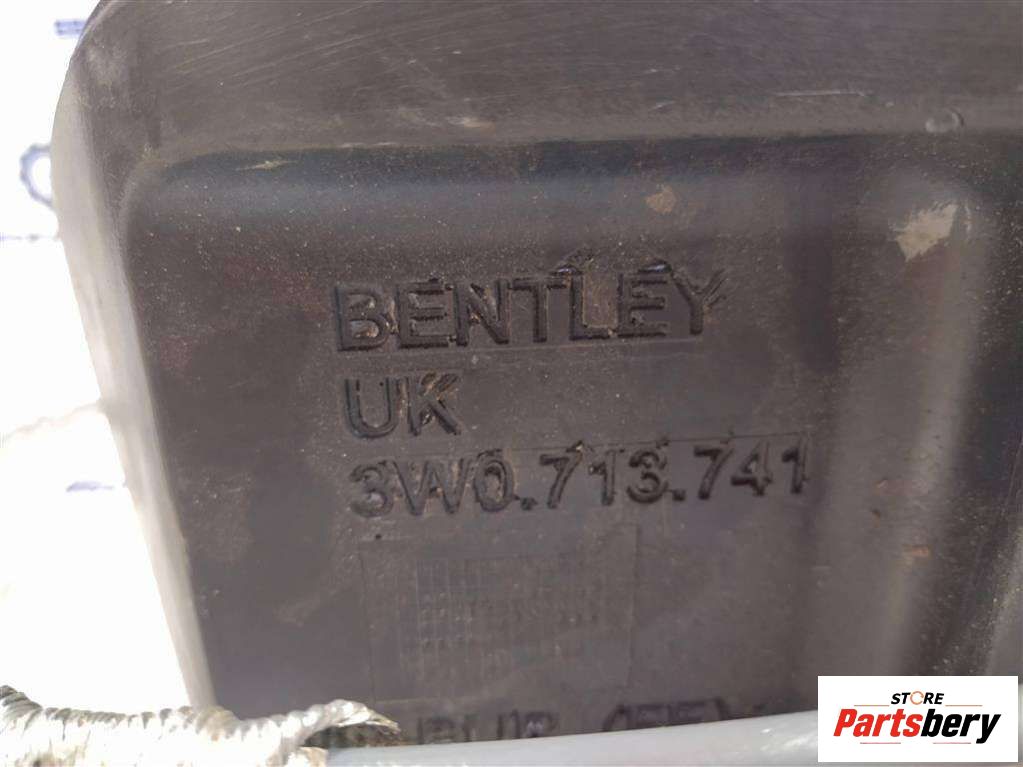 BENTLEY
UK
3W0.713.741
STORE
Partsbery